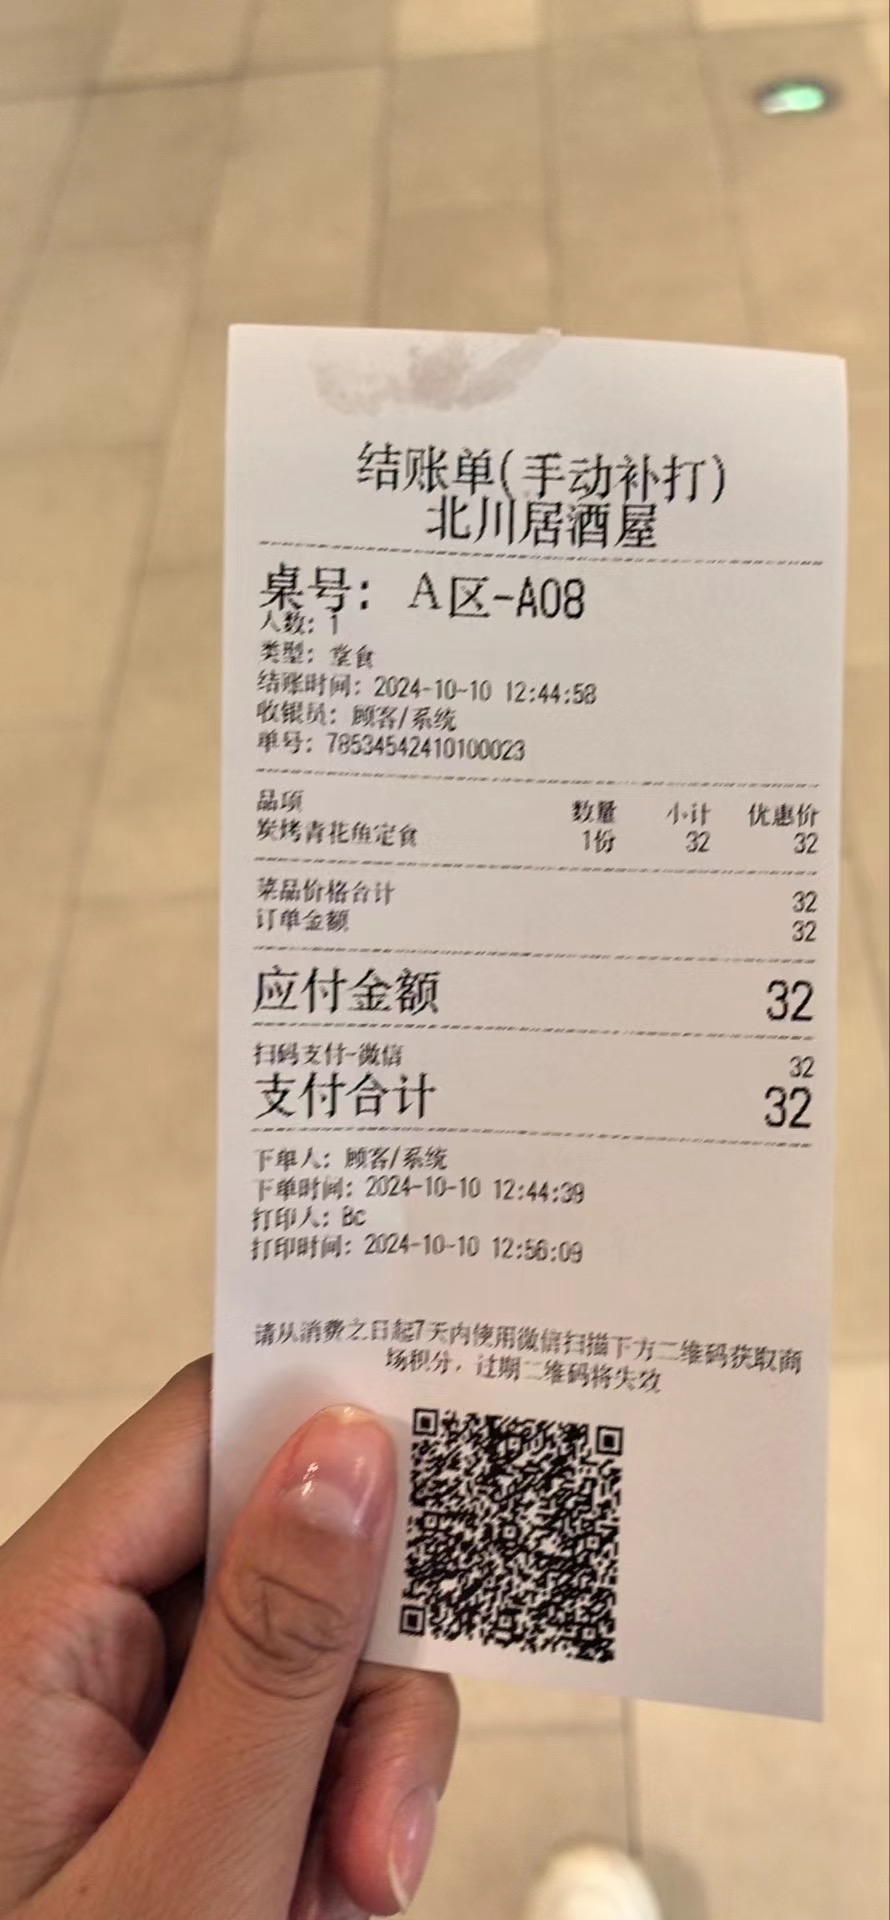 结账单(手动补打)
北川居酒屋
桌号： A区-A08
人数：1
类型：堂食
结账时间：2024-10-10 12:44:58
收银员：顾客/系统
单号：78534542410100023
品项 数量 小计 优惠价
炭烤青花鱼定食 1份 32 32
菜品价格合计 32
订单金额 32
应付金额 32
扫码支付-微信 32
支付合计 32
下单人：顾客/系统
下单时间：2024-10-10 12:44:39
打印人：Bc
打印时间：2024-10-10 12:56:09
请从消费之日起7天内使用微信扫描下方二维码获取商
场积分，过期二维码将失效